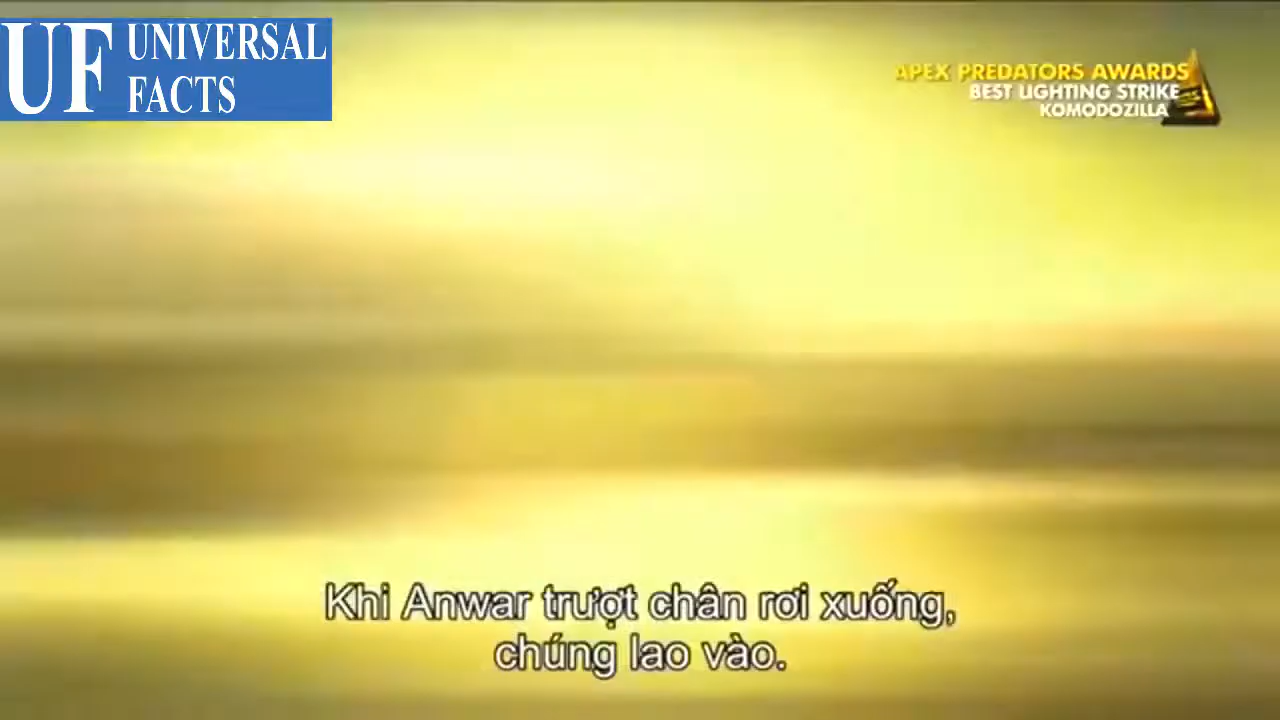 UF UNIVERSAL
FACTS
APEX PREDATORS AWARDS
BEST LIGHTING STRIKE
KOMODOZILLA
Khi Anwar trượt chân rơi xuống,
chúng lao vào.